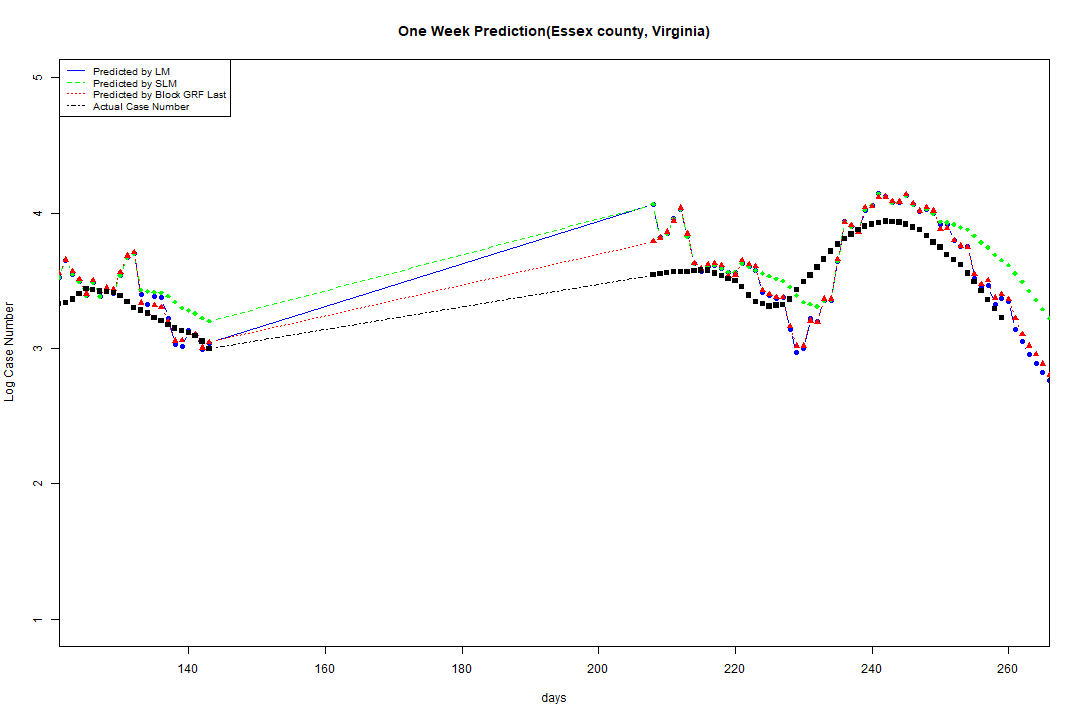 One Week Prediction(Essex county, Virginia)
Predicted by LM
Predicted by SLM
Predicted by Block GRF Last
Actual Case Number
5
4
3
2
1
Log Case Number
140 160 180 200 220 240 260
days